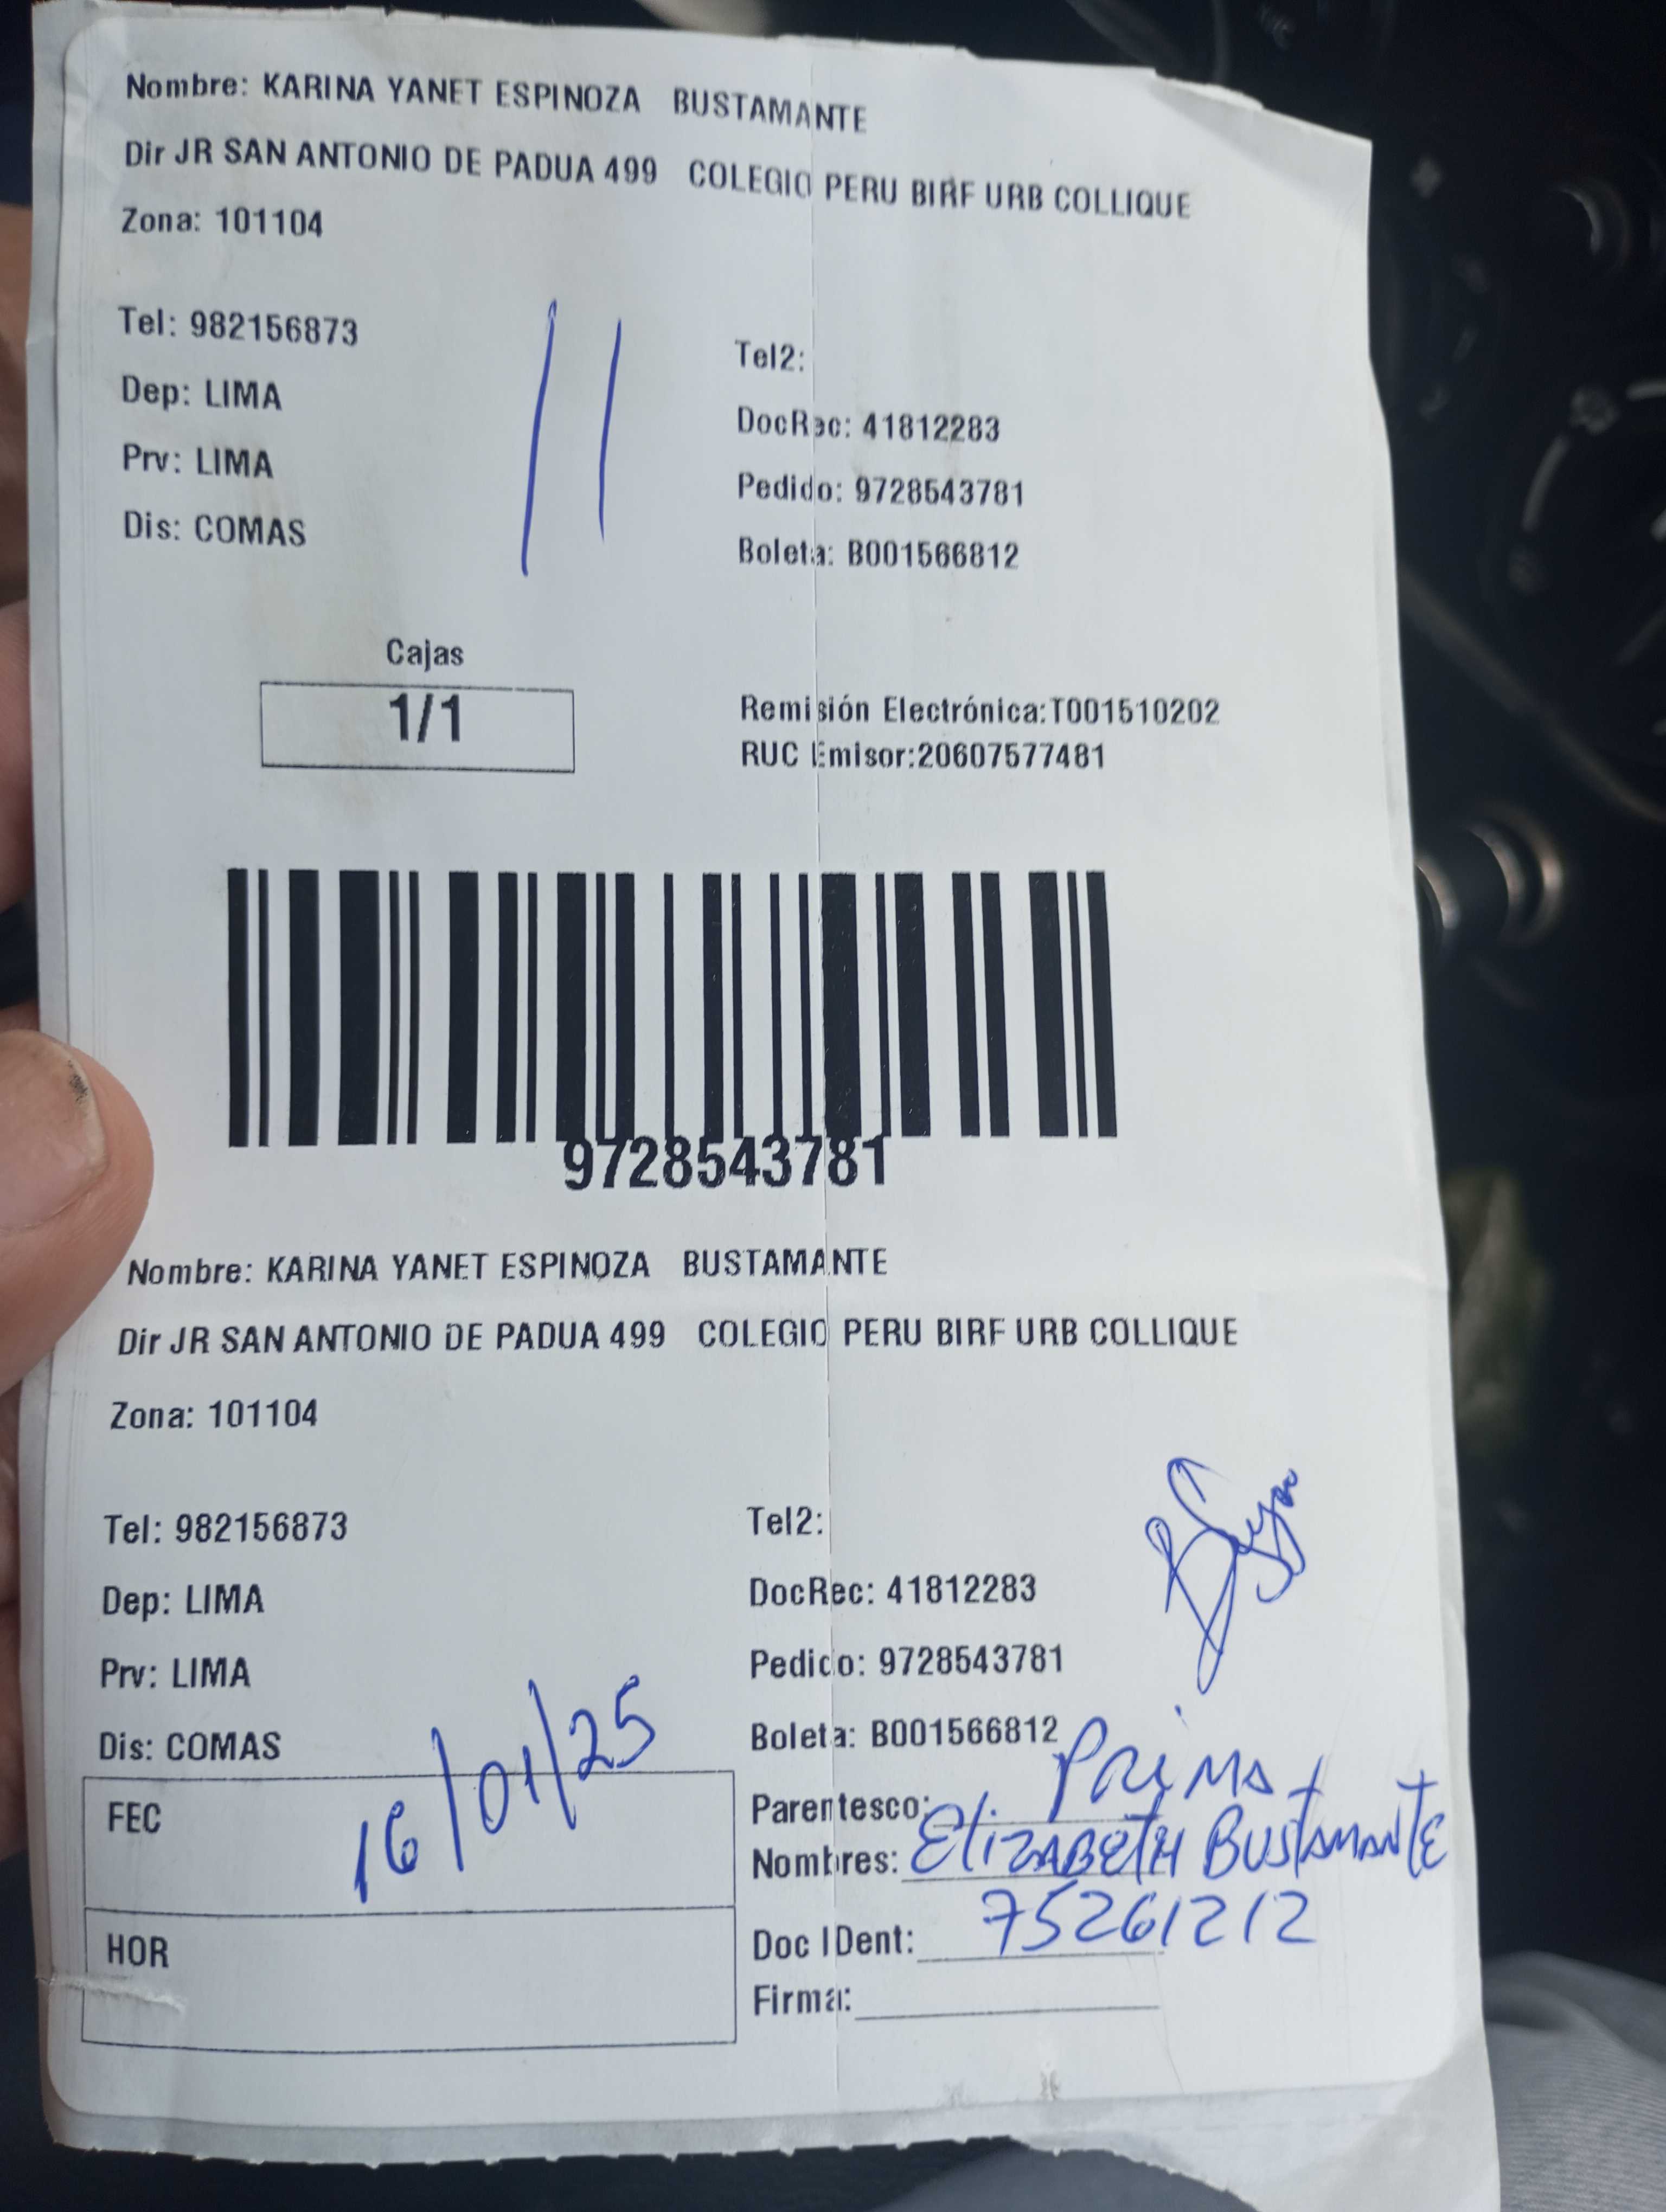 Nombre: KARINA YANET ESPINOZA BUSTAMANTE
Dir JR SAN ANTONIO DE PADUA 499 COLEGIO PERU BIRF URB COLLIQUE
Zona: 101104
Tel: 982156873
Tel2:
Dep: LIMA
DocRec: 41812283
Prv: LIMA
Pedido: 9728543781
Dis: COMAS
Boleta: B001566812
Cajas
1/1
Remisión Electrónica:T001510202
RUC Emisor:20607577481
9728543781
Nombre: KARINA YANET ESPINOZA BUSTAMANTE
Dir JR SAN ANTONIO DE PADUA 499 COLEGIO PERU BIRF URB COLLIQUE
Zona: 101104
Tel: 982156873
Tel2:
Dep: LIMA
DocRec: 41812283
Prv: LIMA
Pedido: 9728543781
Dis: COMAS
Boleta: B001566812
FEC 16/01/25
Parentesco: PRiMA
Nombres: ElizABETH BUSTAMANTE
HOR
Doc IDent: 75261212
Firma: